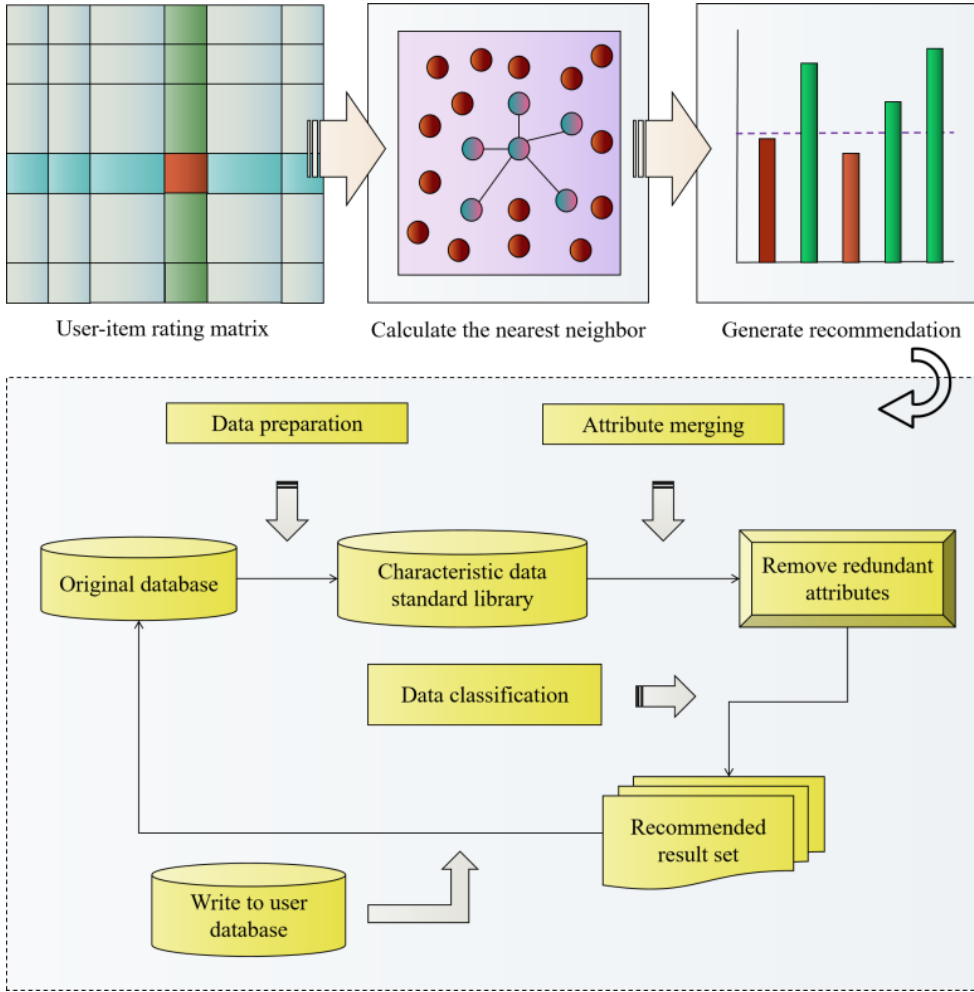 User-item rating matrix
Calculate the nearest neighbor
Generate recommendation
Data preparation
Attribute merging
Original database
Characteristic data
standard library
Remove redundant
attributes
Data classification
Recommended
result set
Write to user
database